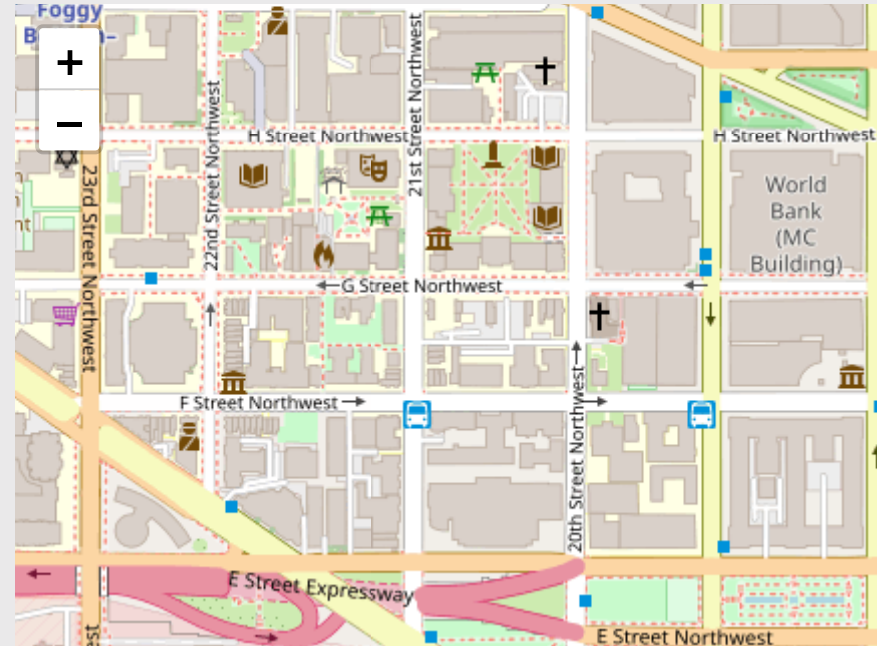 Foggy
+
−
H Street Northwest
H Street Northwest
23rd Street Northwest
22nd Street Northwest
21st Street Northwest
World
Bank
(MC
Building)
←G Street Northwest
←
F Street Northwest→
→
20th Street Northwest→
E Street Expressway
E Street Northwest